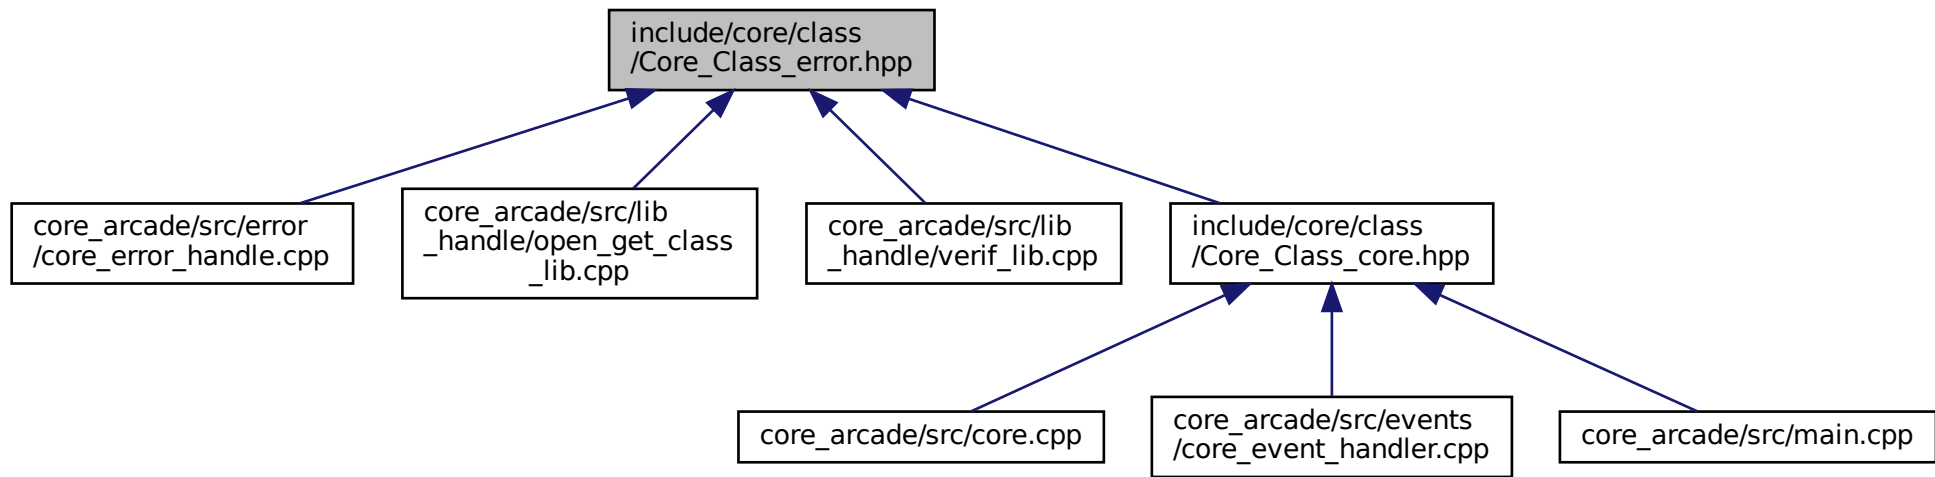 include/core/class
/Core_Class_error.hpp
core_arcade/src/error
/core_error_handle.cpp
core_arcade/src/lib
_handle/open_get_class
_lib.cpp
core_arcade/src/lib
_handle/verif_lib.cpp
include/core/class
/Core_Class_core.hpp
core_arcade/src/core.cpp
core_arcade/src/events
/core_event_handler.cpp
core_arcade/src/main.cpp